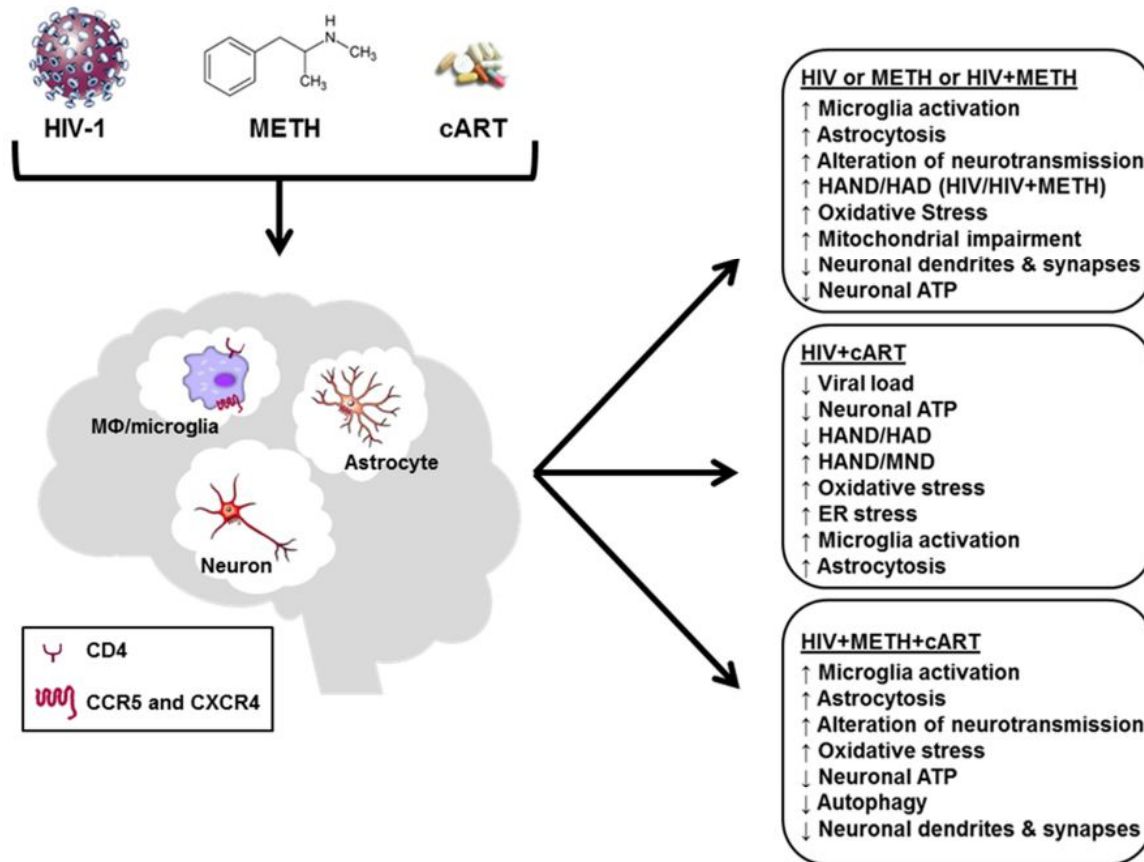 H
N
CH₃
CH₃
HIV-1
METH
cART
MΦ/microglia
Astrocyte
Neuron
CD4
CCR5 and CXCR4
HIV or METH or HIV+METH
↑ Microglia activation
↑ Astrocytosis
↑ Alteration of neurotransmission
↑ HAND/HAD (HIV/HIV+METH)
↑ Oxidative Stress
↑ Mitochondrial impairment
↓ Neuronal dendrites & synapses
↓ Neuronal ATP
HIV+cART
↓ Viral load
↓ Neuronal ATP
↓ HAND/HAD
↑ HAND/MND
↑ Oxidative stress
↑ ER stress
↑ Microglia activation
↑ Astrocytosis
HIV+METH+cART
↑ Microglia activation
↑ Astrocytosis
↑ Alteration of neurotransmission
↑ Oxidative stress
↓ Neuronal ATP
↓ Autophagy
↓ Neuronal dendrites & synapses